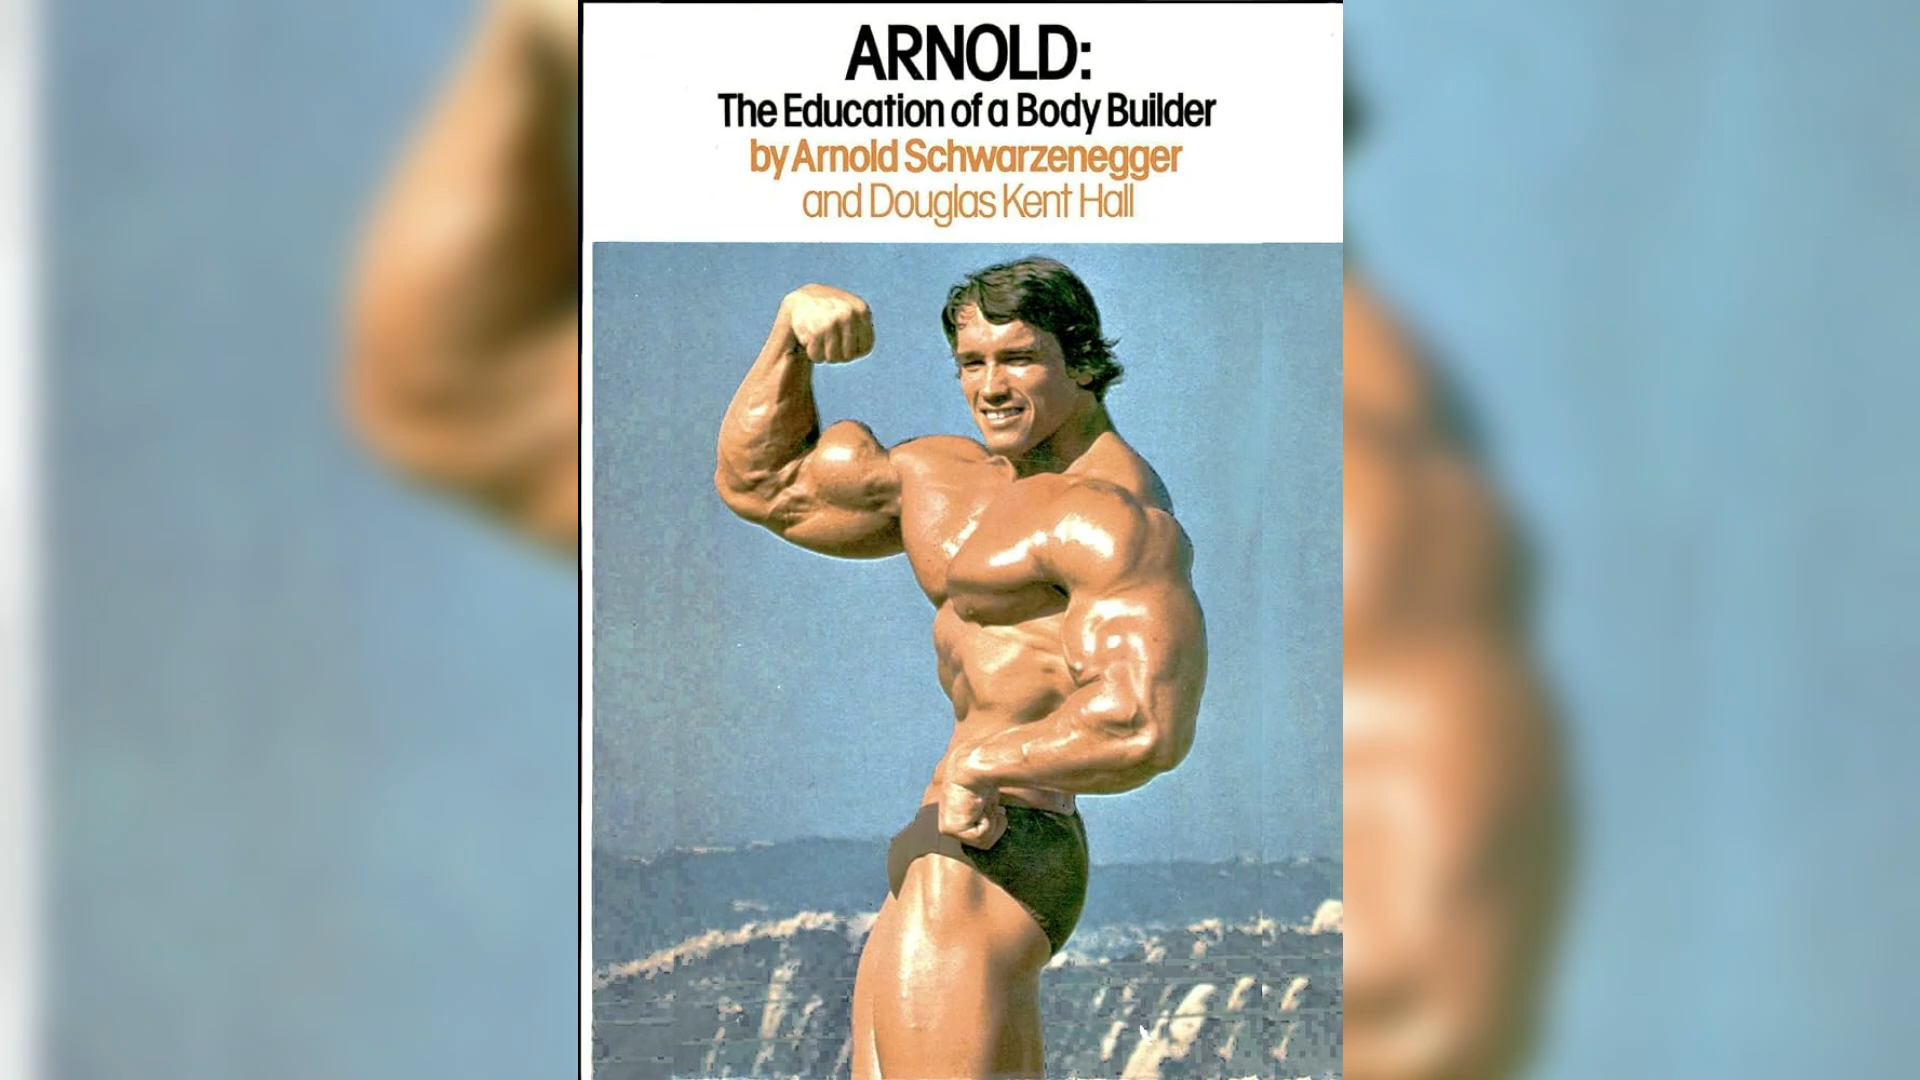 ARNOLD:
The Education of a Body Builder
by Arnold Schwarzenegger
and Douglas Kent Hall